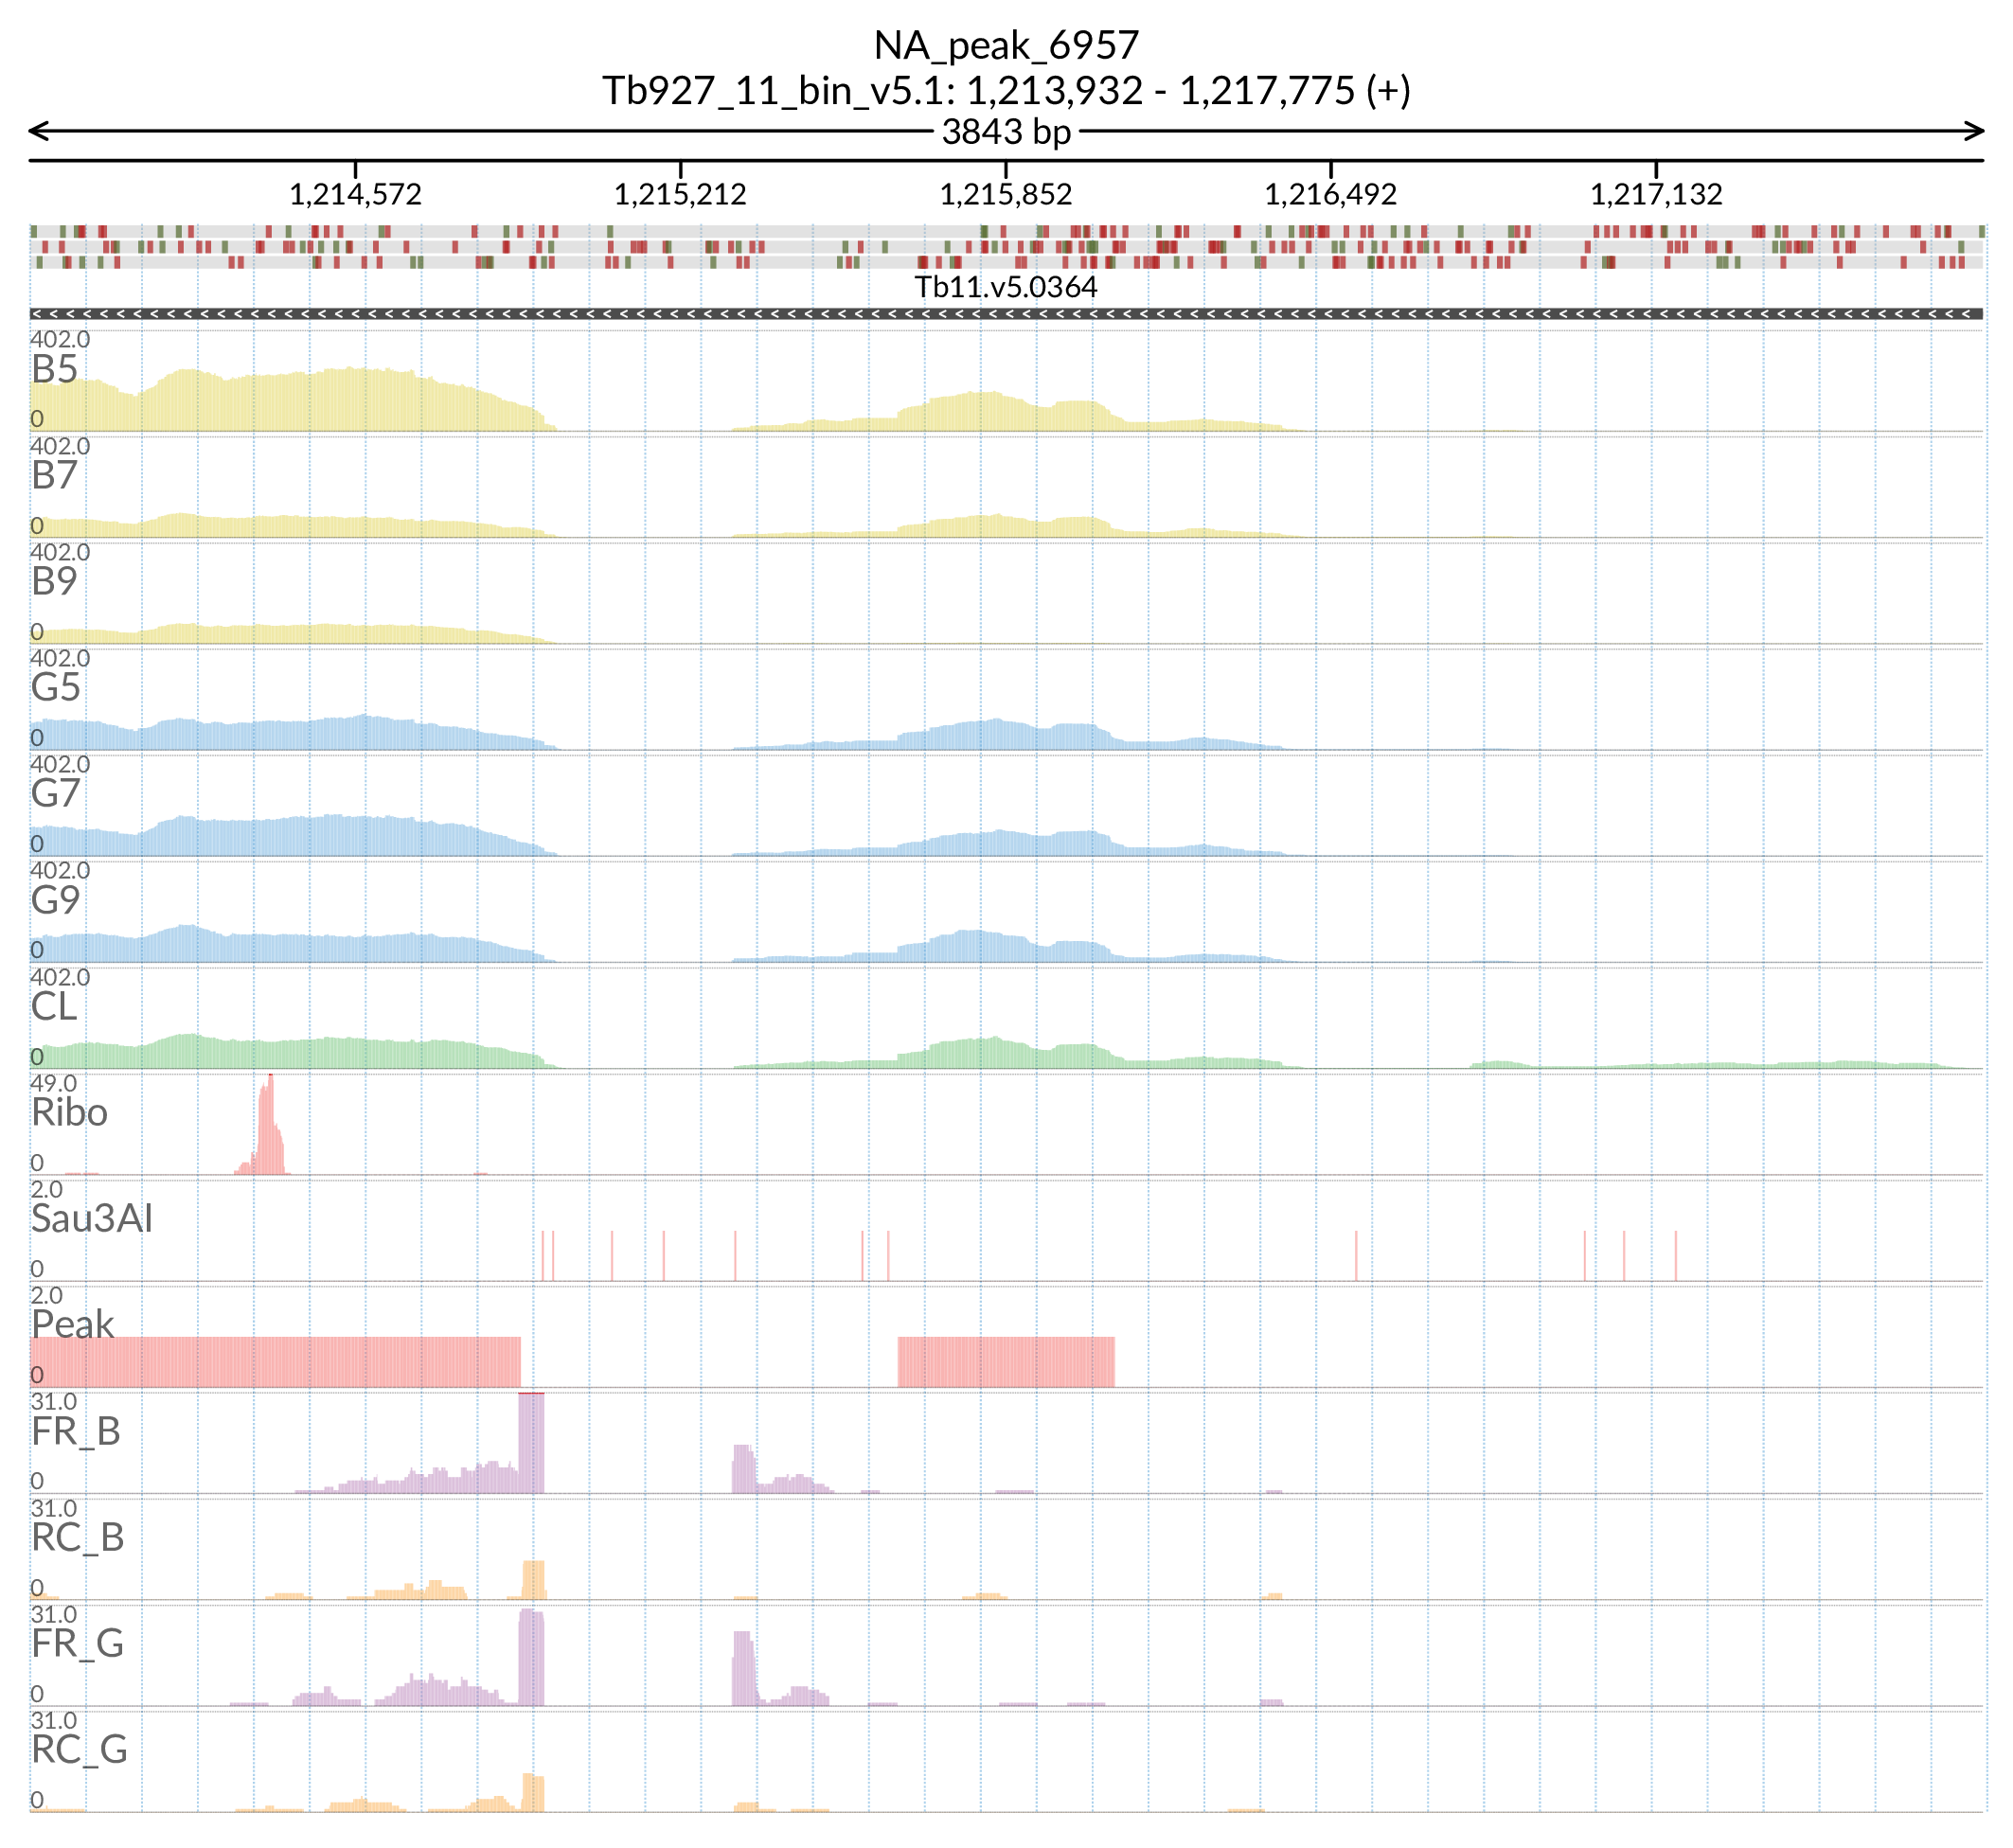 NA_peak_6957
Tb927_11_bin_v5.1: 1,213,932 - 1,217,775 (+)
3843 bp
1,214,572 1,215,212 1,215,852 1,216,492 1,217,132
Tb11.v5.0364
402.0
B5
0
402.0
B7
0
402.0
B9
0
402.0
G5
0
402.0
G7
0
402.0
G9
0
402.0
CL
0
49.0
Ribo
0
2.0
Sau3AI
0
2.0
Peak
0
31.0
FR_B
0
31.0
RC_B
0
31.0
FR_G
0
31.0
RC_G
0